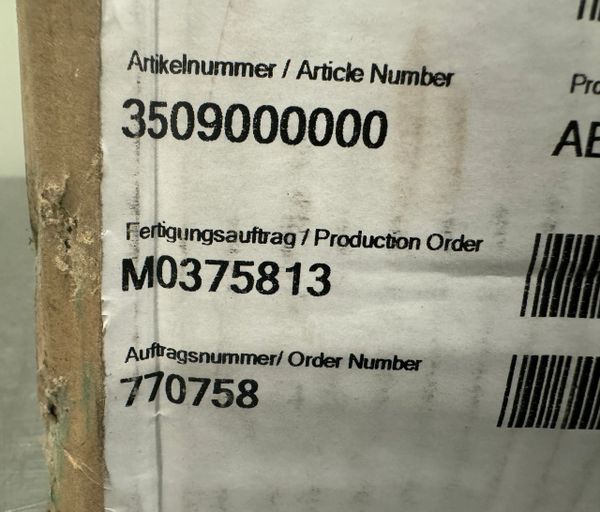 Artikelnummer / Article Number
3509000000
Fertigungsauftrag / Production Order
M0375813
Auftragsnummer/ Order Number
770758